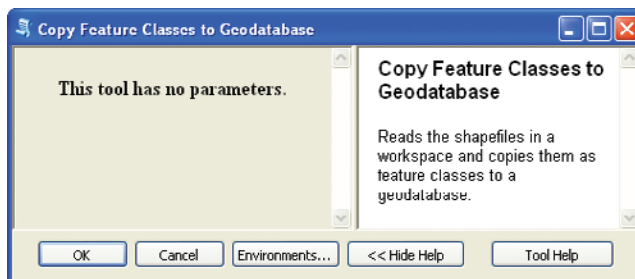 Copy Feature Classes to Geodatabase
This tool has no parameters.
Copy Feature Classes to
Geodatabase
Reads the shapefiles in a
workspace and copies them as
feature classes to a
geodatabase.
OK
Cancel
Environments...
<< Hide Help
Tool Help